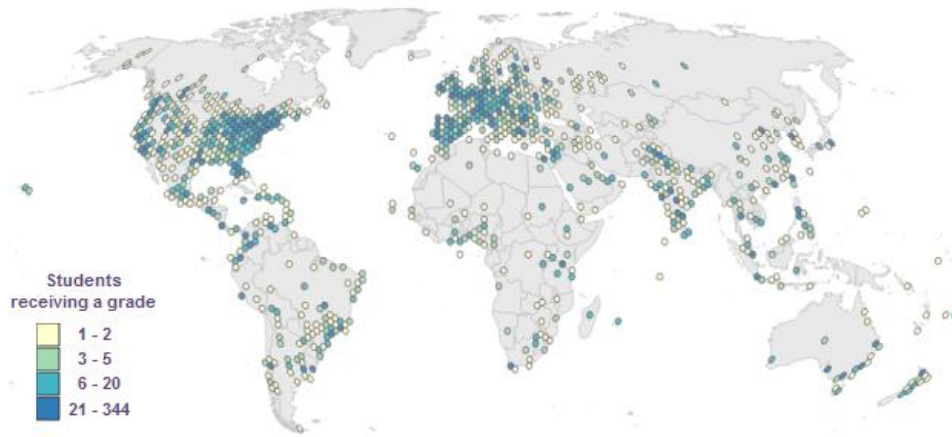 Students
receiving a grade
1 - 2
3 - 5
6 - 20
21 - 344